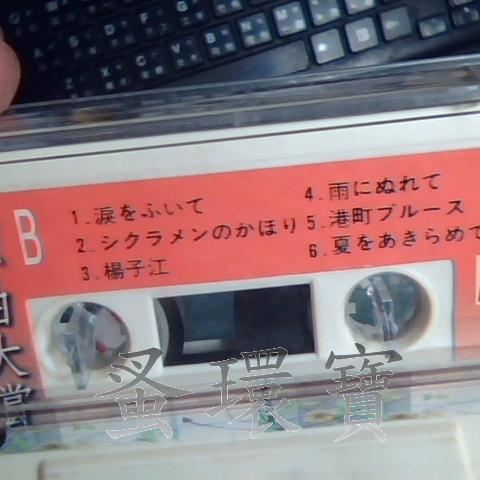 B
1.涙をふいて
2.シクラメンのかほり
3.楊子江
4.雨にぬれて
5.港町ブルース
6.夏をあきらめて
曲大
蚤環寶